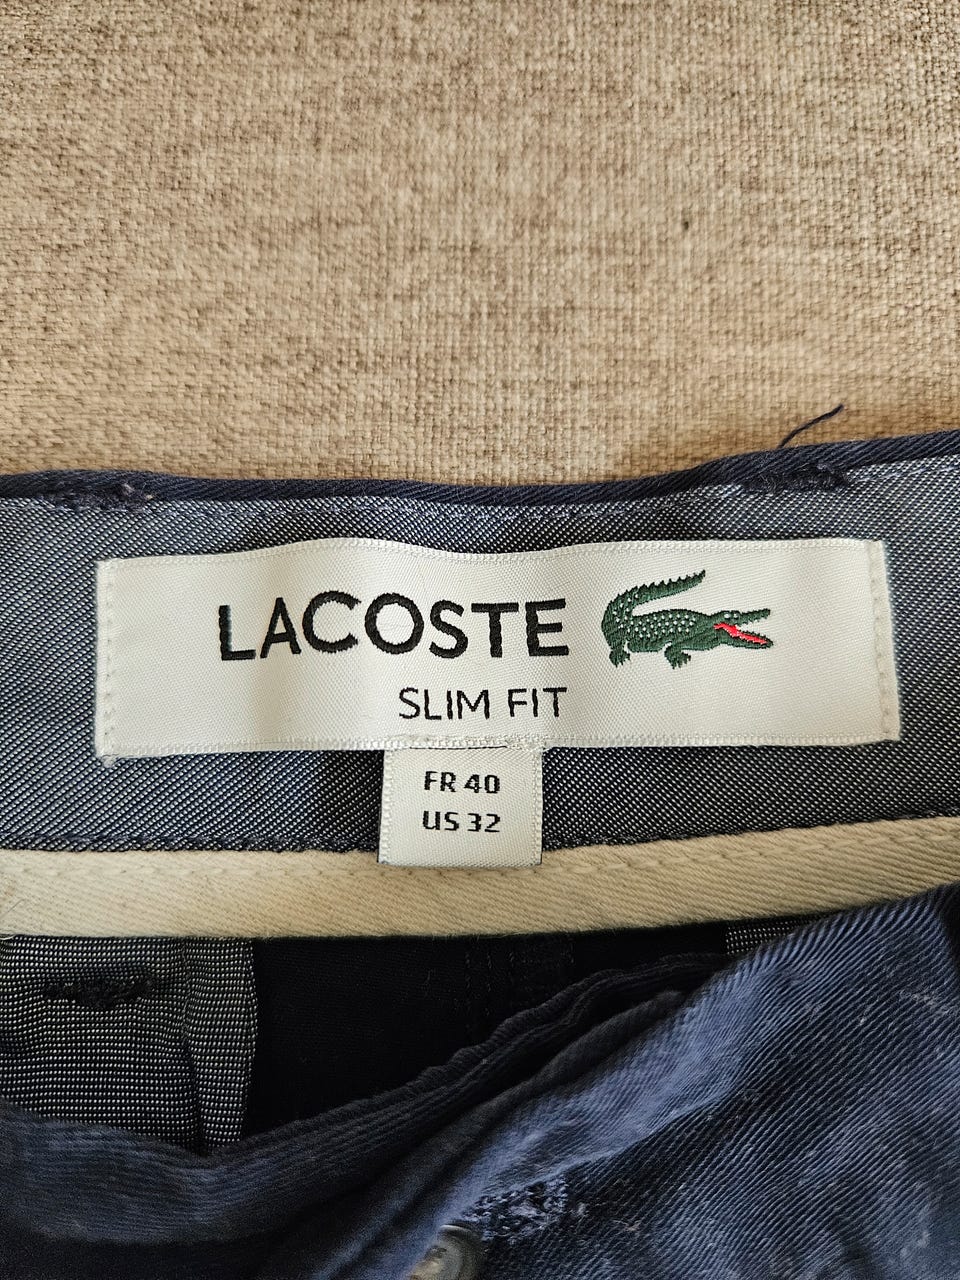 LACOSTE
SLIM FIT
FR 40
US 32